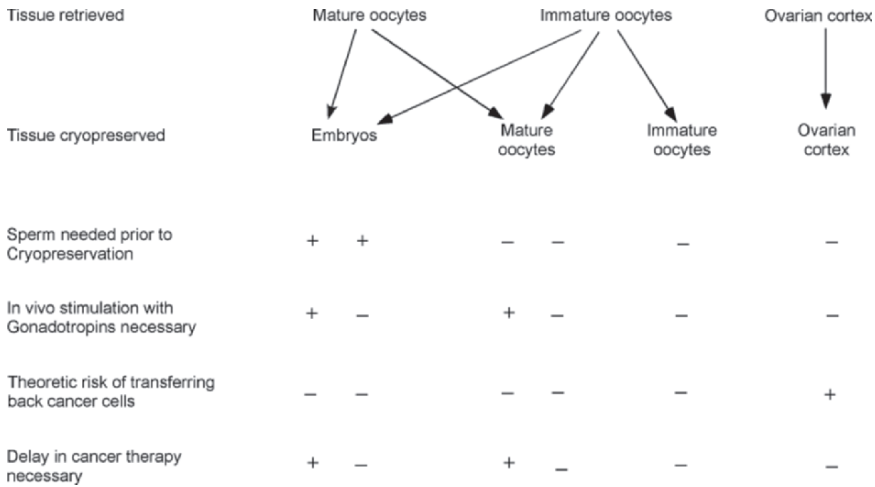 Tissue retrieved Mature oocytes Immature oocytes Ovarian cortex
Tissue cryopreserved Embryos Mature oocytes Immature oocytes Ovarian cortex
Sperm needed prior to
Cryopreservation + + – – – –
In vivo stimulation with
Gonadotropins necessary + – + – – –
Theoretic risk of transferring
back cancer cells – – – – – +
Delay in cancer therapy
necessary + – + – – –